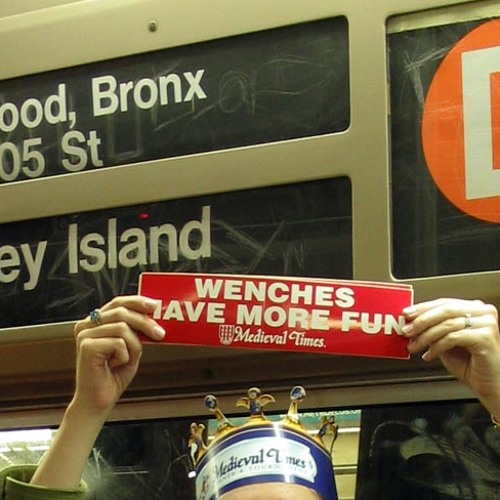 ood, Bronx
05 St
D
ey Island
WENCHES
HAVE MORE FUN
Medieval Times.
Medieval Times